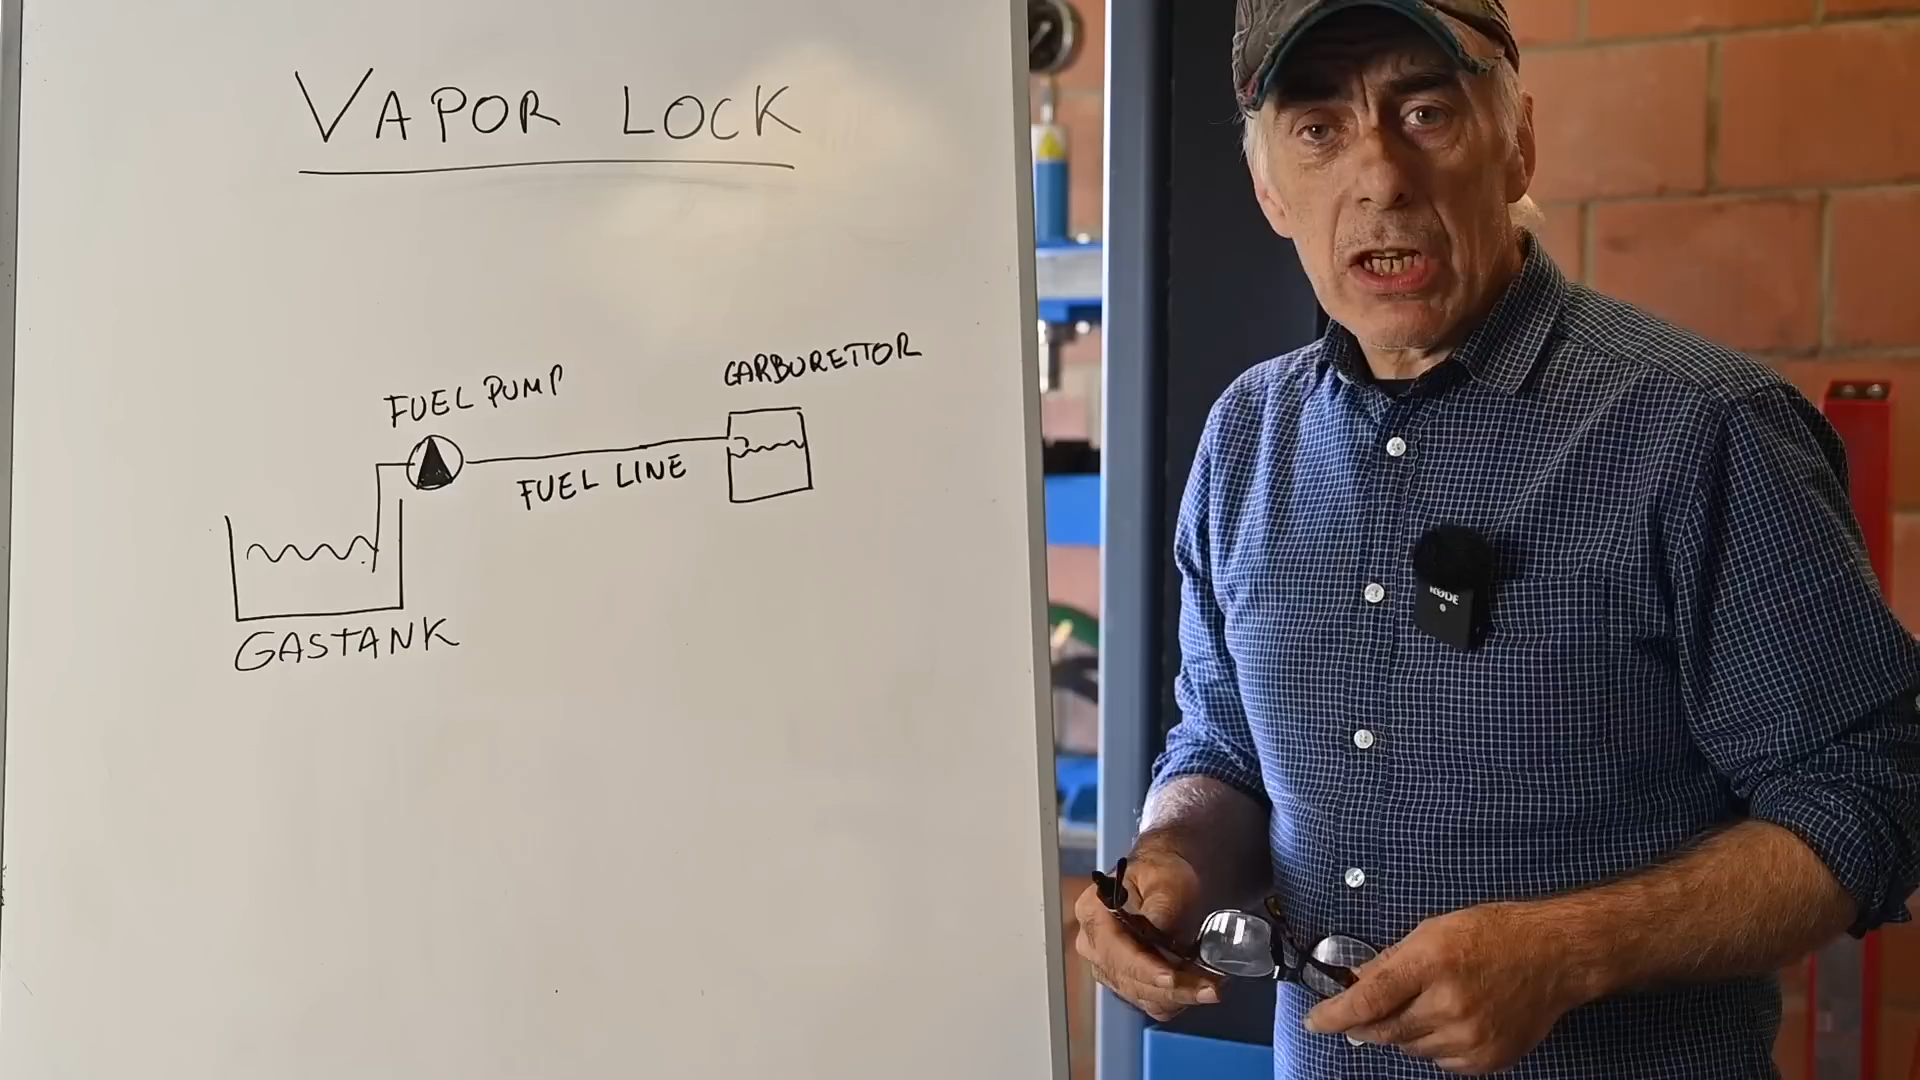 VAPOR LOCK
FUEL PUMP
CARBURETTOR
FUEL LINE
GASTANK
RØDE